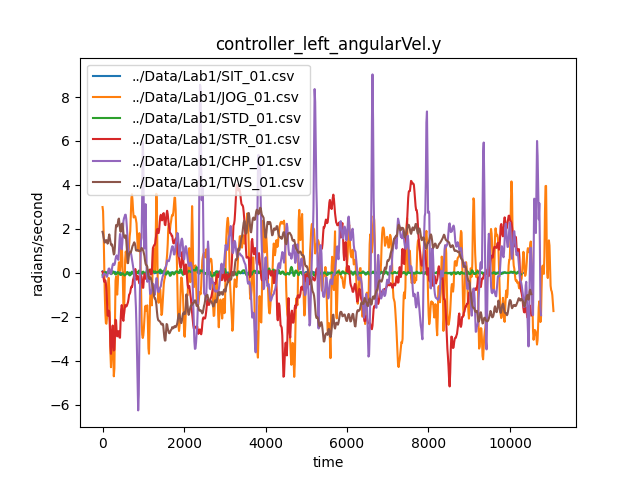 controller_left_angularVel.y
../Data/Lab1/SIT_01.csv
../Data/Lab1/JOG_01.csv
../Data/Lab1/STD_01.csv
../Data/Lab1/STR_01.csv
../Data/Lab1/CHP_01.csv
../Data/Lab1/TWS_01.csv
radians/second
8
6
4
2
0
−2
−4
−6
0 2000 4000 6000 8000 10000
time